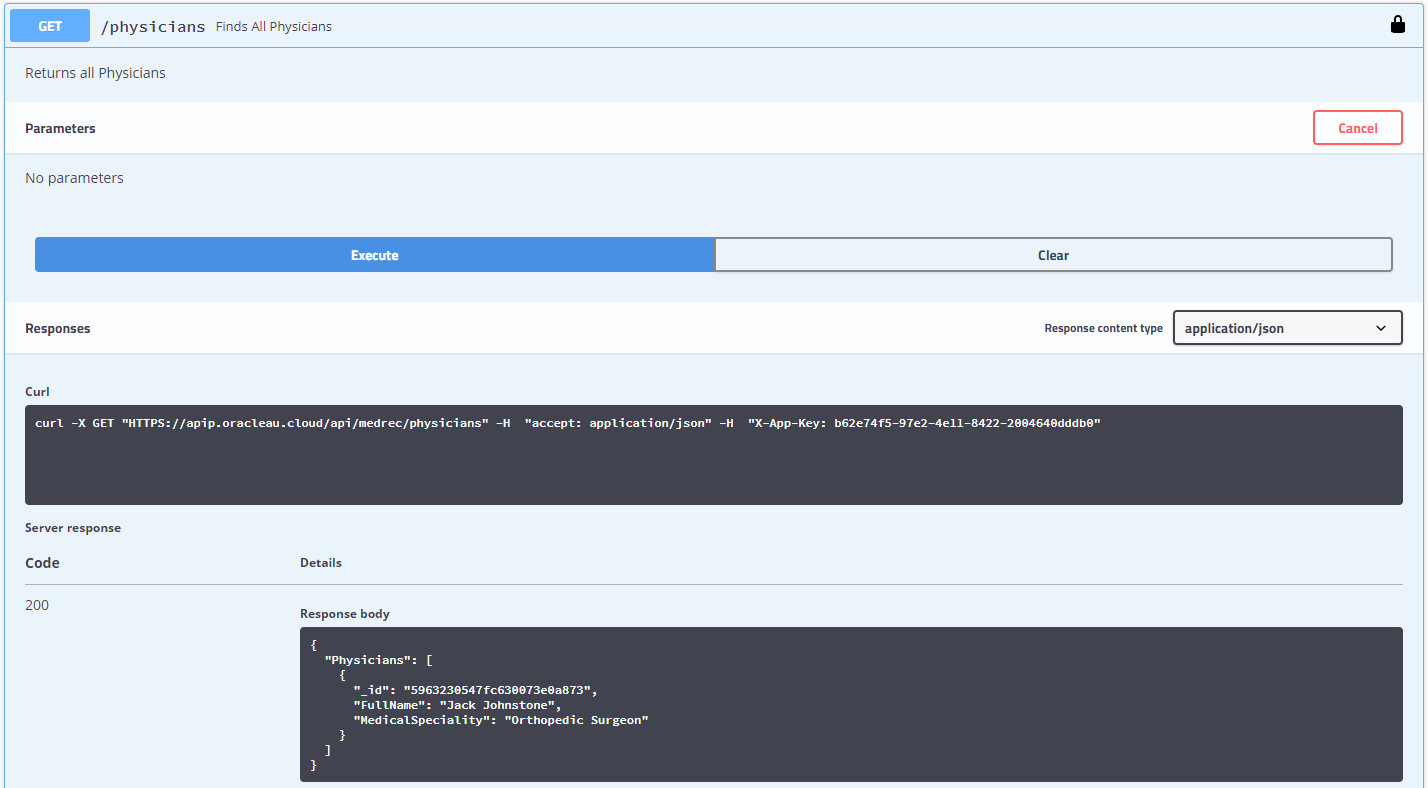 GET /physicians Finds All Physicians
Returns all Physicians
Parameters
Cancel
No parameters
Execute
Clear
Responses
Response content type
application/json
Curl
curl -X GET "HTTPS://apip.oracleau.cloud/api/medrec/physicians" -H  "accept: application/json" -H  "X-App-Key: b62e74f5-97e2-4e11-8422-2004640dddb0"
Server response
Code
Details
200
Response body
{
  "Physicians": [
    {
      "_id": "5963230547fc630073e0a873",
      "FullName": "Jack Johnstone",
      "MedicalSpeciality": "Orthopedic Surgeon"
    }
  ]
}